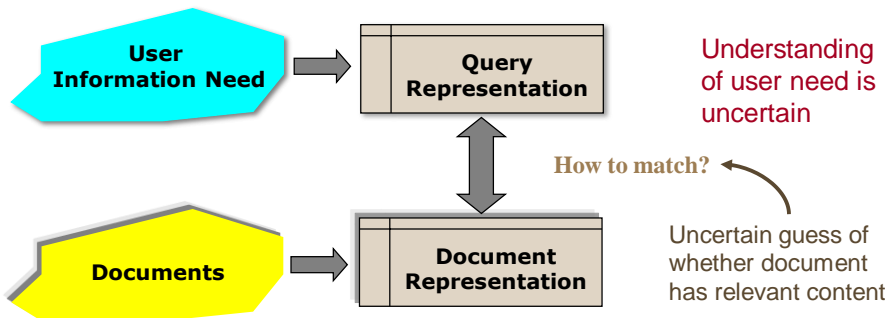 User
Information Need
Query
Representation
Understanding
of user need is
uncertain
How to match?
Documents
Document
Representation
Uncertain guess of
whether document
has relevant content